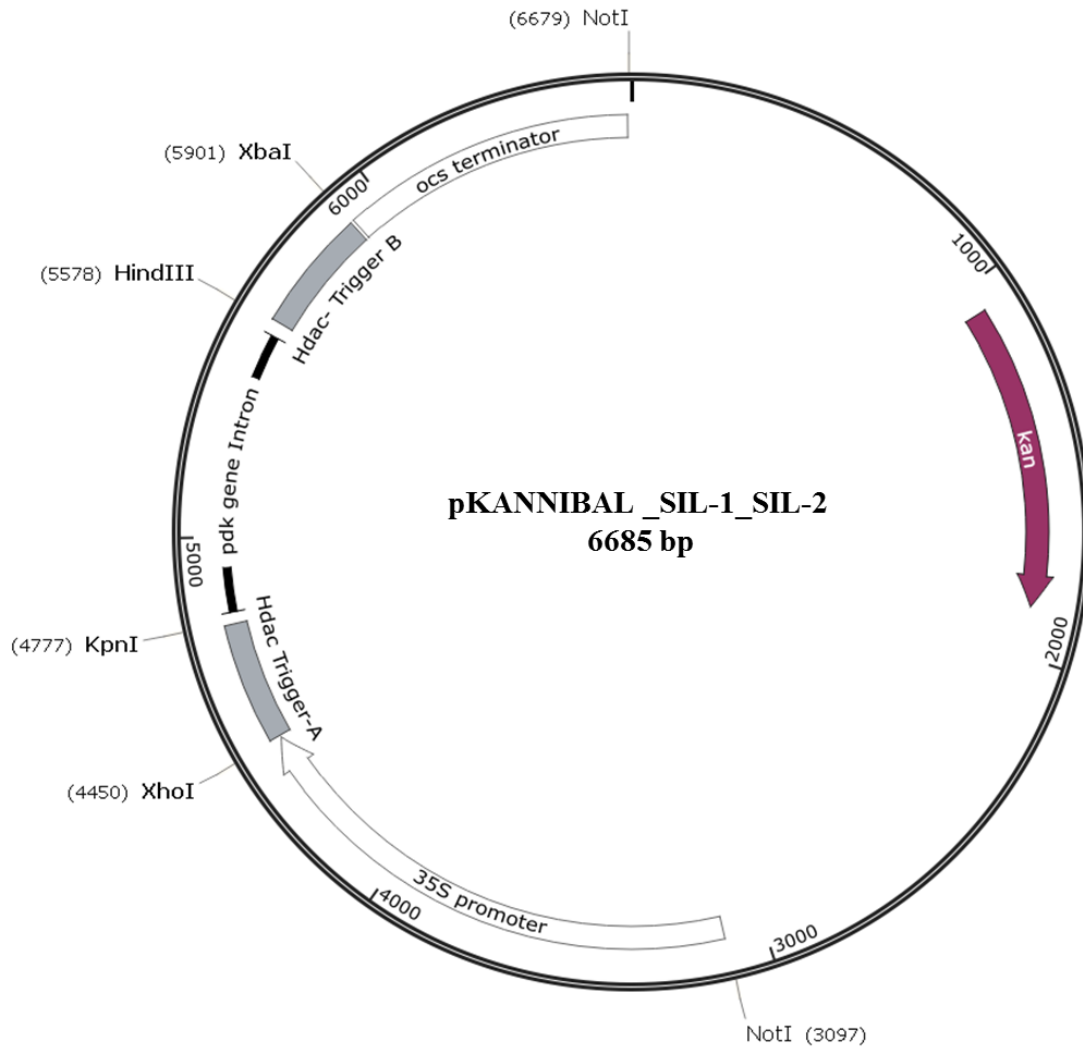 (6679) NotI
ocs terminator
(5901) XbaI
6000
1000
Hdac- Trigger B
(5578) HindIII
kan
pdk gene Intron
pKANNIBAL _SIL-1_SIL-2
6685 bp
5000
Hdac Trigger-A
2000
(4777) KpnI
(4450) XhoI
35S promoter
4000
3000
NotI (3097)